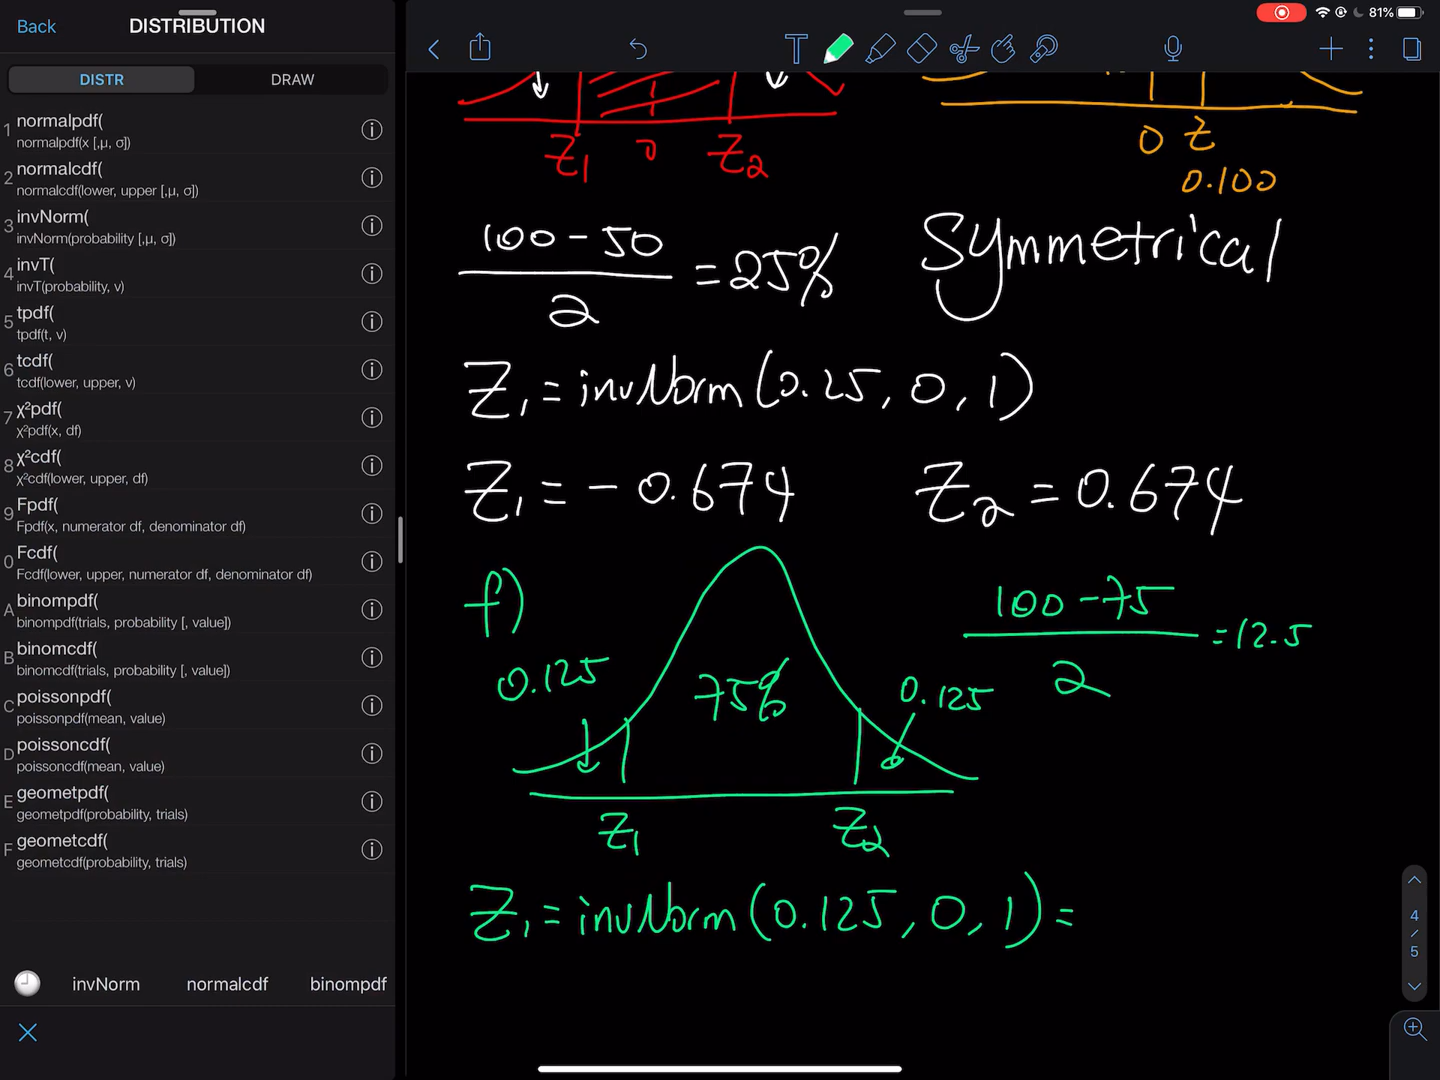 Back
DISTRIBUTION
DISTR
DRAW
1 normalpdf(
normalpdf(x [,μ, σ])
2 normalcdf(
normalcdf(lower, upper [,μ, σ])
3 invNorm(
invNorm(probability [,μ, σ])
4 invT(
invT(probability, ν)
5 tpdf(
tpdf(t, ν)
6 tcdf(
tcdf(lower, upper, ν)
7 χ²pdf(
χ²pdf(x, df)
8 χ²cdf(
χ²cdf(lower, upper, df)
9 Fpdf(
Fpdf(x, numerator df, denominator df)
0 Fcdf(
Fcdf(lower, upper, numerator df, denominator df)
A binompdf(
binompdf(trials, probability [, value])
B binomcdf(
binomcdf(trials, probability [, value])
C poissonpdf(
poissonpdf(mean, value)
D poissoncdf(
poissoncdf(mean, value)
E geometpdf(
geometpdf(probability, trials)
F geometcdf(
geometcdf(probability, trials)
invNorm normalcdf binompdf
81%
Z₁ 0 Z₂
0 Z
0.100
100 - 50
= 25%
2
Symmetrical
Z₁ = invNorm(0.25, 0, 1)
Z₁ = - 0.674
Z₂ = 0.674
f)
0.125
75%
0.125
Z₁ Z₂
100 - 75
= 12.5
2
Z₁ = invNorm(0.125, 0, 1) =
4
/
5